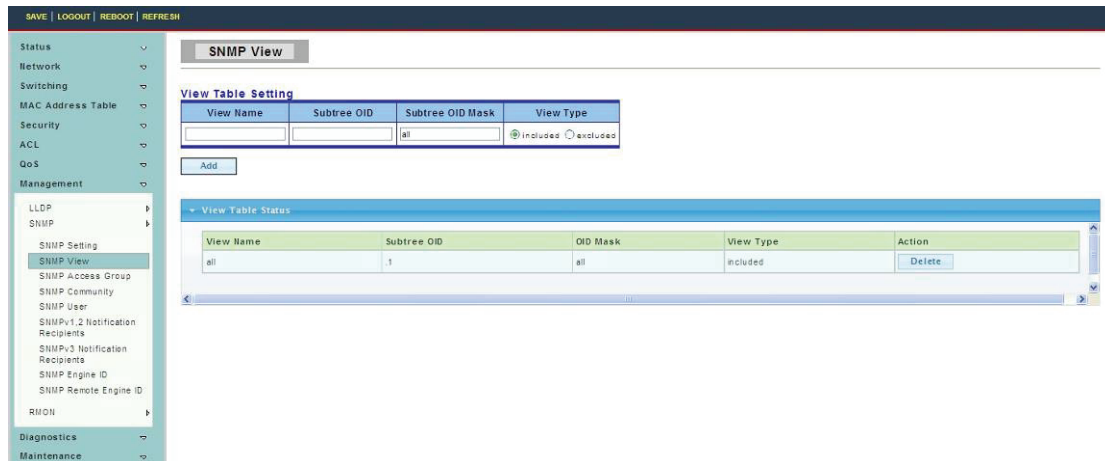 SAVE | LOGOUT | REBOOT | REFRESH
Status
Network
Switching
MAC Address Table
Security
ACL
QoS
Management
LLDP
SNMP
SNMP Setting
SNMP View
SNMP Access Group
SNMP Community
SNMP User
SNMPv1,2 Notification
Recipients
SNMPv3 Notification
Recipients
SNMP Engine ID
SNMP Remote Engine ID
RMON
Diagnostics
Maintenance
SNMP View
View Table Setting
View Name Subtree OID Subtree OID Mask View Type
all included excluded
Add
View Table Status
View Name Subtree OID OID Mask View Type Action
all .1 all included Delete